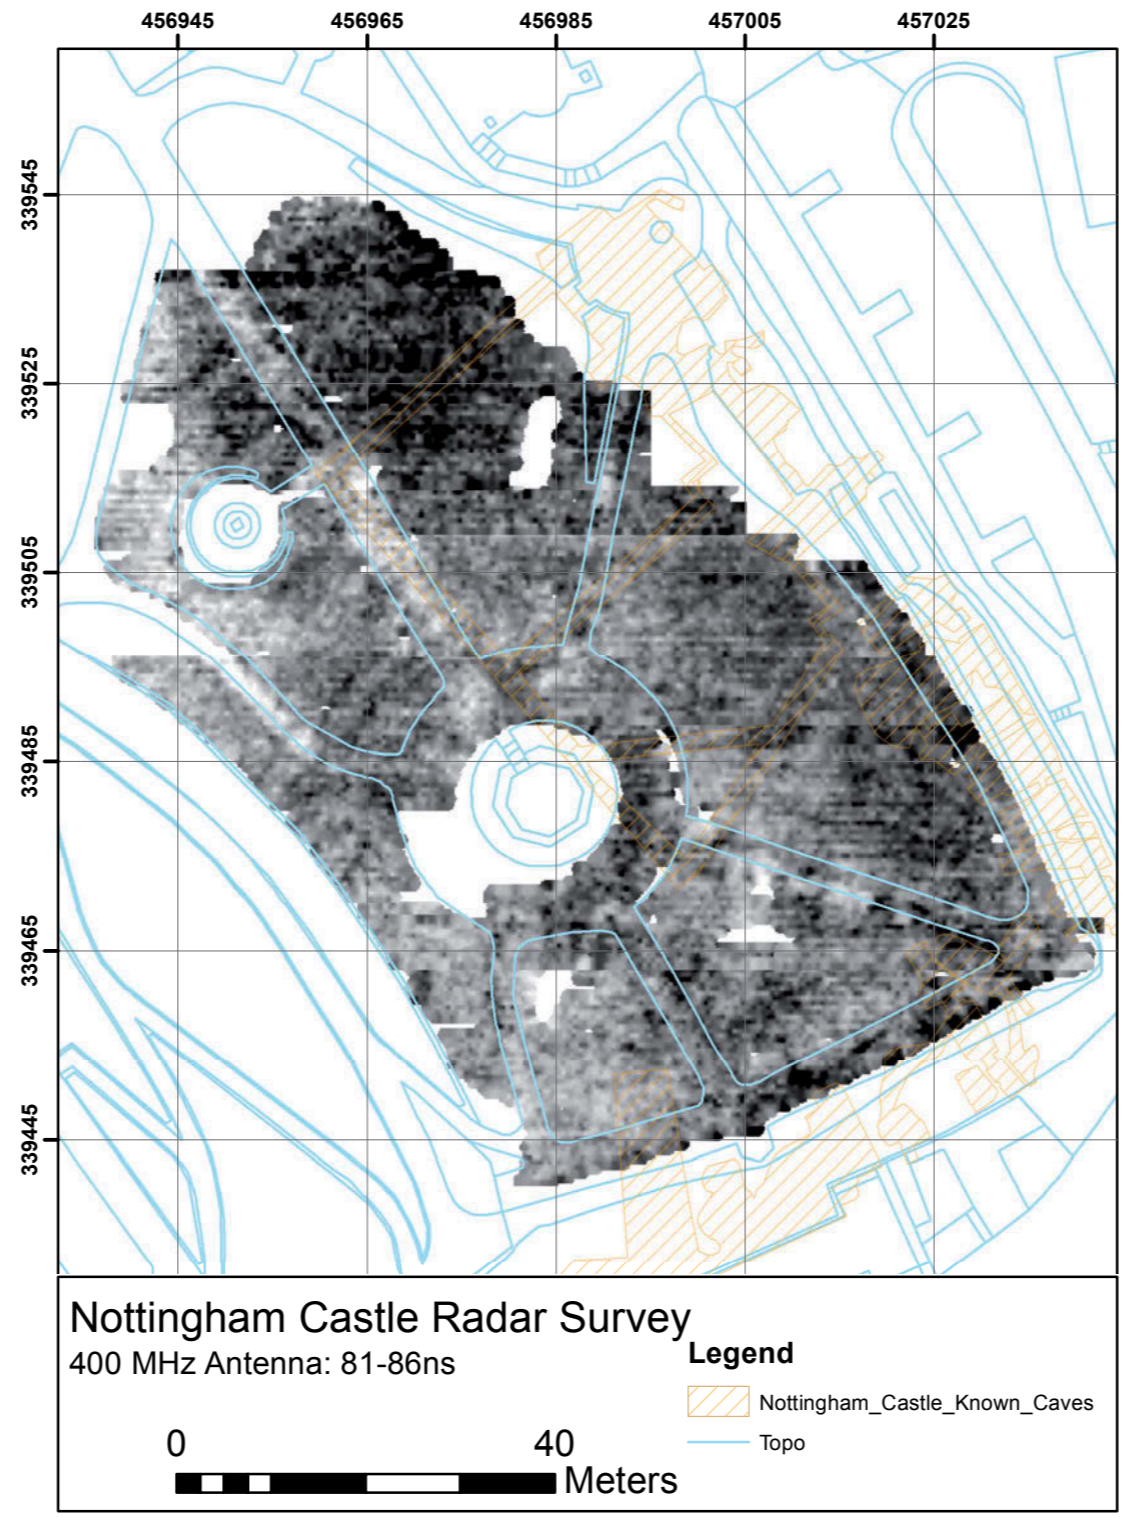 456945 456965 456985 457005 457025
339545
339525
339505
339485
339465
339445
Nottingham Castle Radar Survey
400 MHz Antenna: 81-86ns
Legend
Nottingham_Castle_Known_Caves
Topo
0 40
Meters